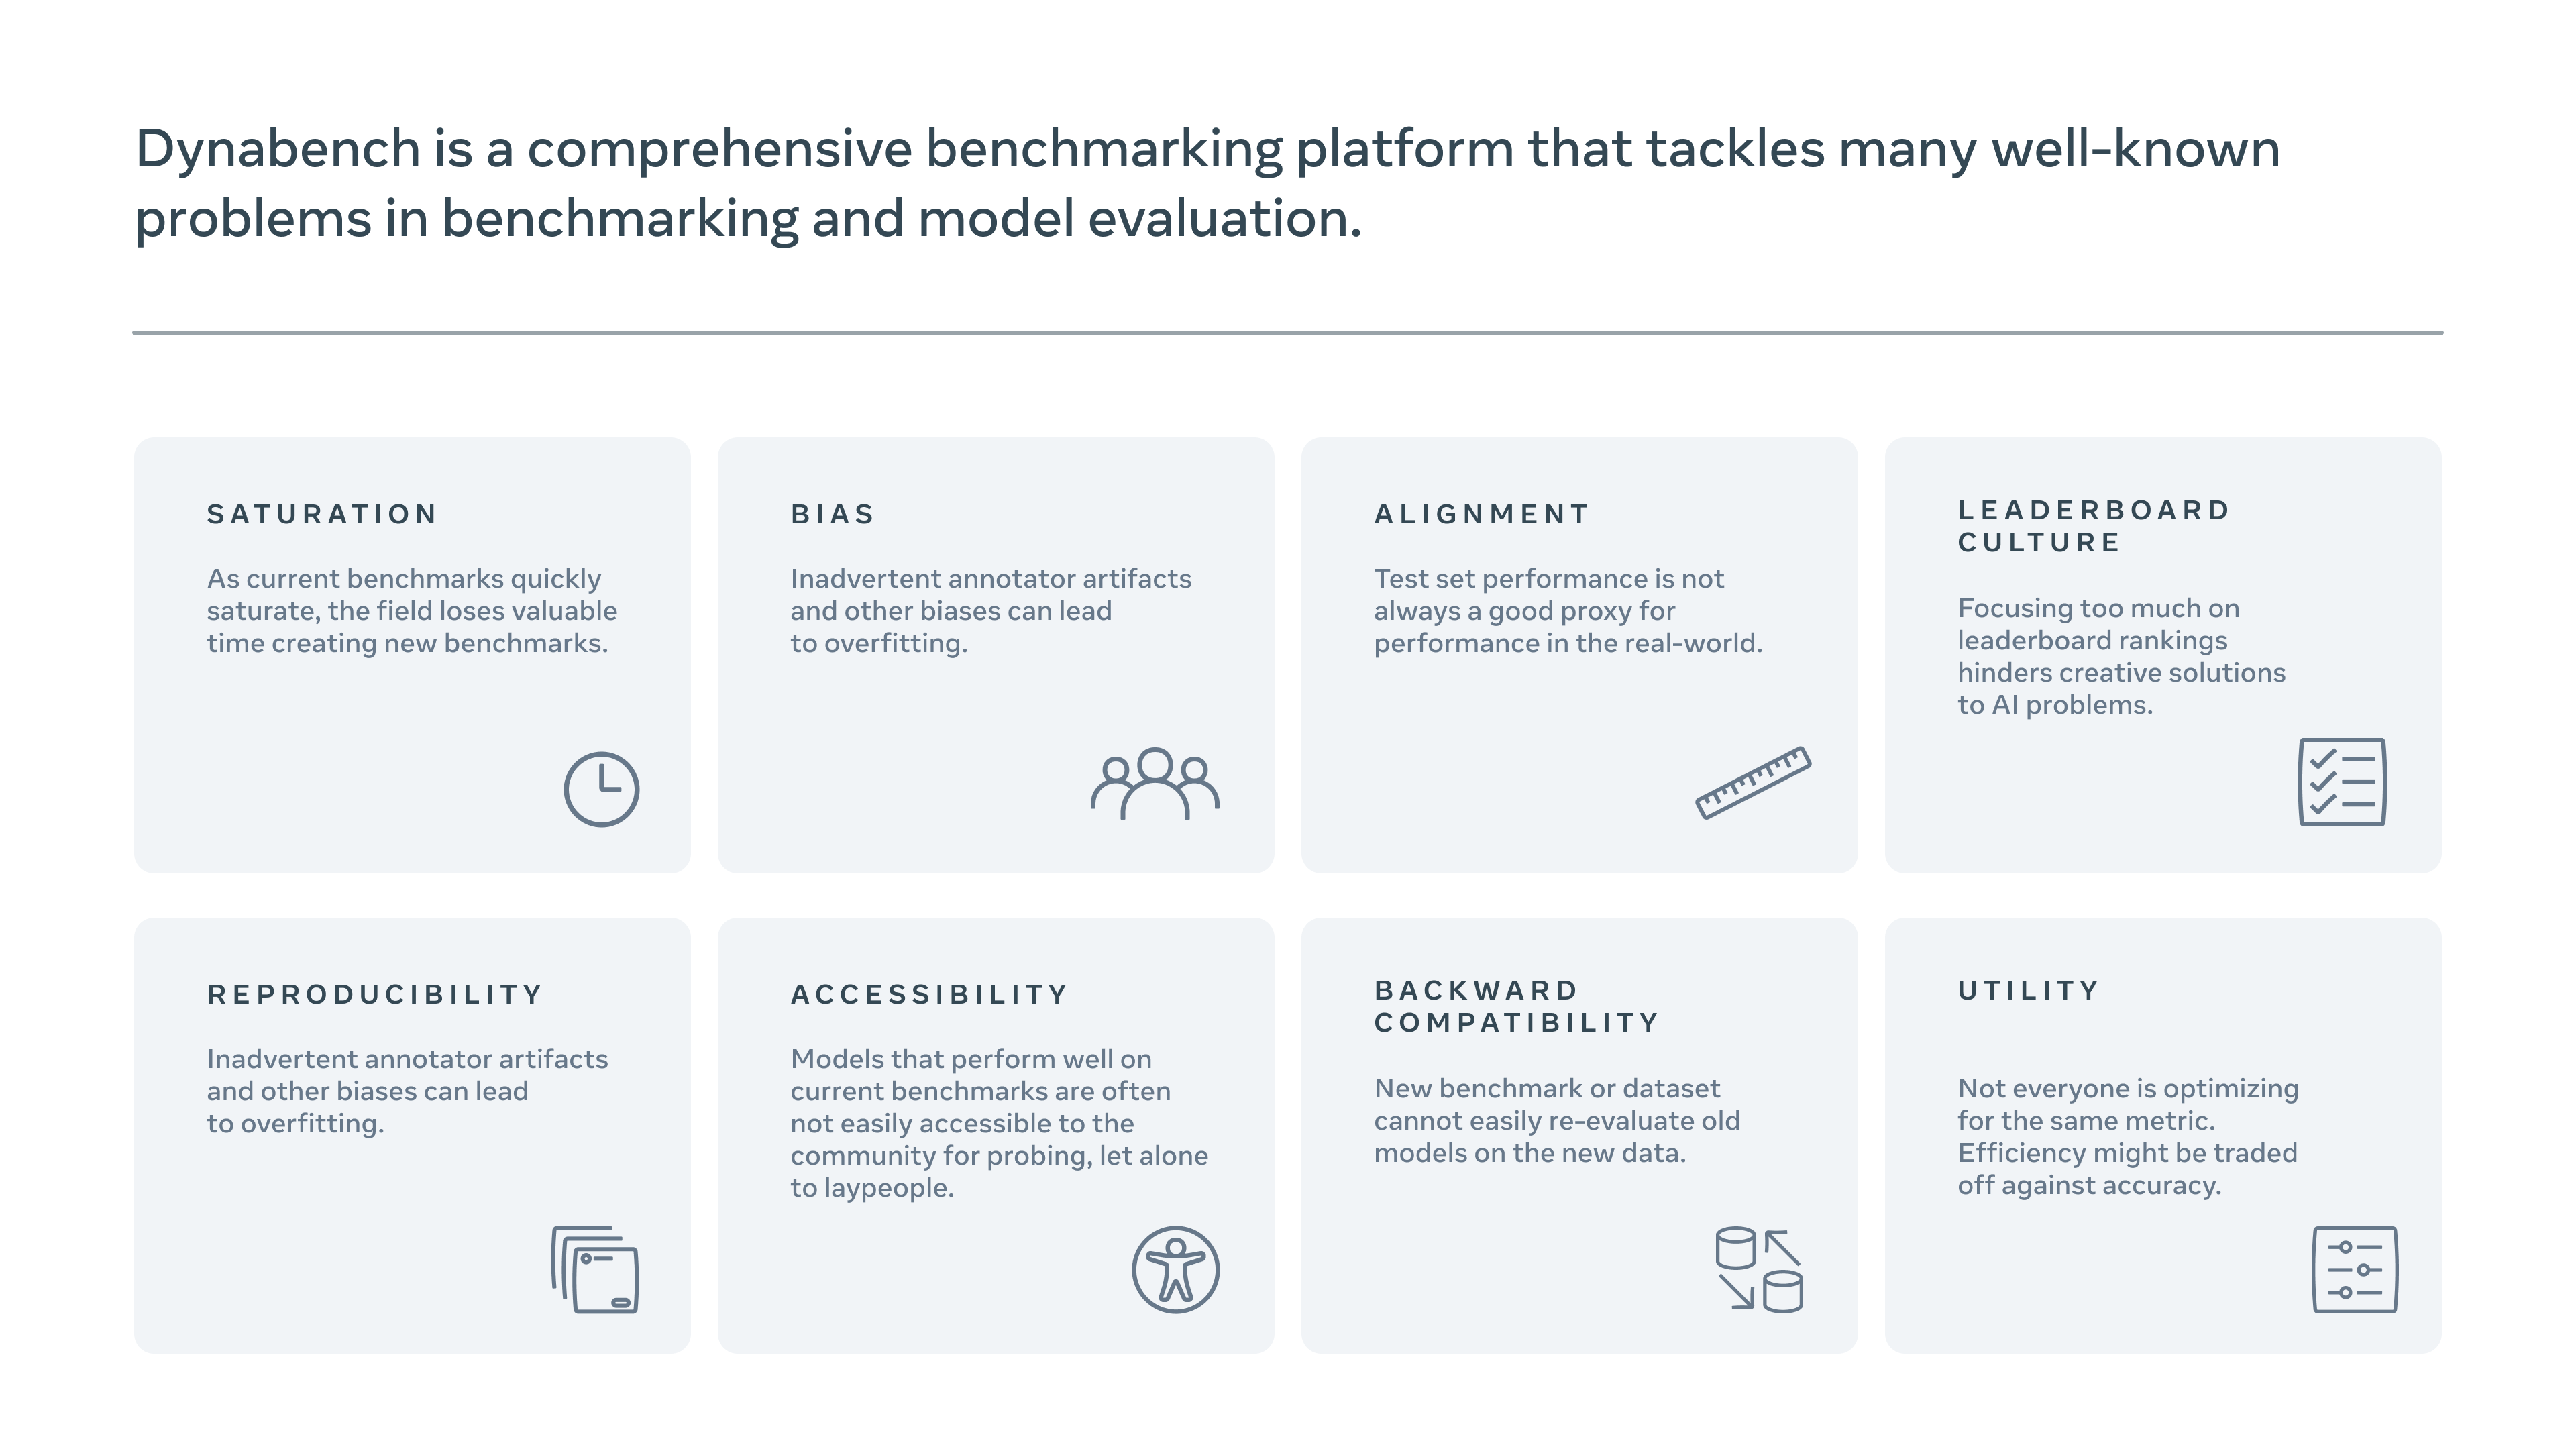 Dynabench is a comprehensive benchmarking platform that tackles many well-known
problems in benchmarking and model evaluation.
SATURATION
As current benchmarks quickly
saturate, the field loses valuable
time creating new benchmarks.
BIAS
Inadvertent annotator artifacts
and other biases can lead
to overfitting.
ALIGNMENT
Test set performance is not
always a good proxy for
performance in the real-world.
LEADERBOARD
CULTURE
Focusing too much on
leaderboard rankings
hinders creative solutions
to AI problems.
REPRODUCIBILITY
Inadvertent annotator artifacts
and other biases can lead
to overfitting.
ACCESSIBILITY
Models that perform well on
current benchmarks are often
not easily accessible to the
community for probing, let alone
to laypeople.
BACKWARD
COMPATIBILITY
New benchmark or dataset
cannot easily re-evaluate old
models on the new data.
UTILITY
Not everyone is optimizing
for the same metric.
Efficiency might be traded
off against accuracy.